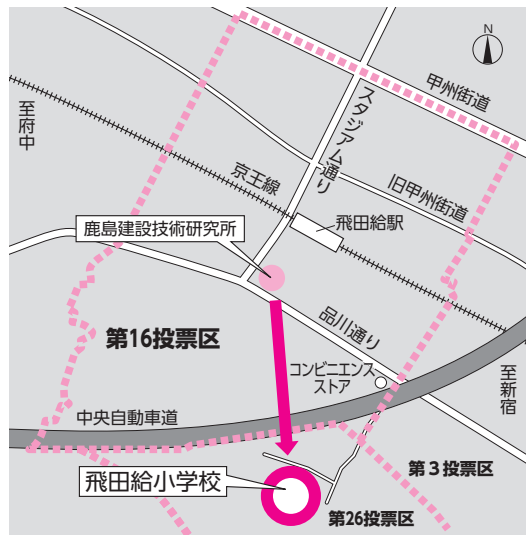 N
甲州街道
スタジアム通り
至府中
京王線
旧甲州街道
飛田給駅
鹿島建設技術研究所
品川通り
第16投票区
コンビニエンス
ストア
至新宿
中央自動車道
第3投票区
飛田給小学校
第26投票区